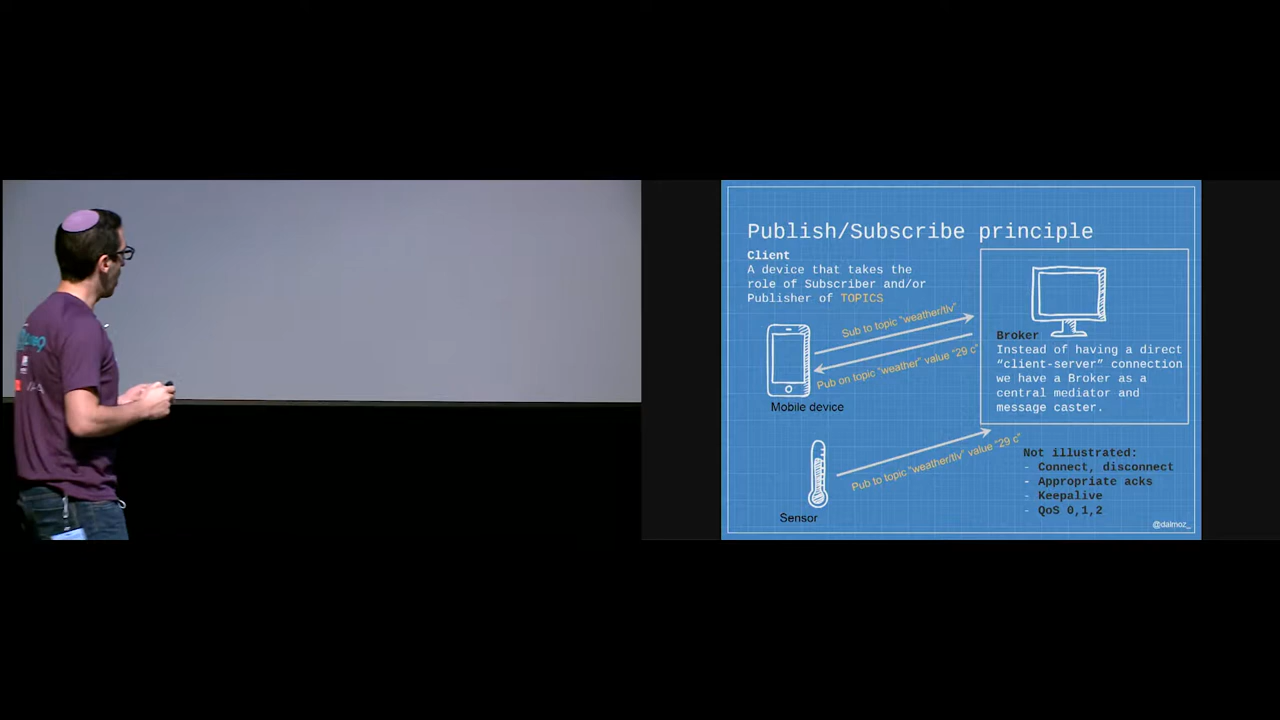 Publish/Subscribe principle
Client
A device that takes the
role of Subscriber and/or
Publisher of TOPICS
Sub to topic "weather/tlv"
Pub on topic "weather" value "29 c"
Mobile device
Broker
Instead of having a direct
"client-server" connection
we have a Broker as a
central mediator and
message caster.
Pub to topic "weather/tlv" value "29 c"
Sensor
Not illustrated:
- Connect, disconnect
- Appropriate acks
- Keepalive
- QoS 0,1,2
@dalmoz_